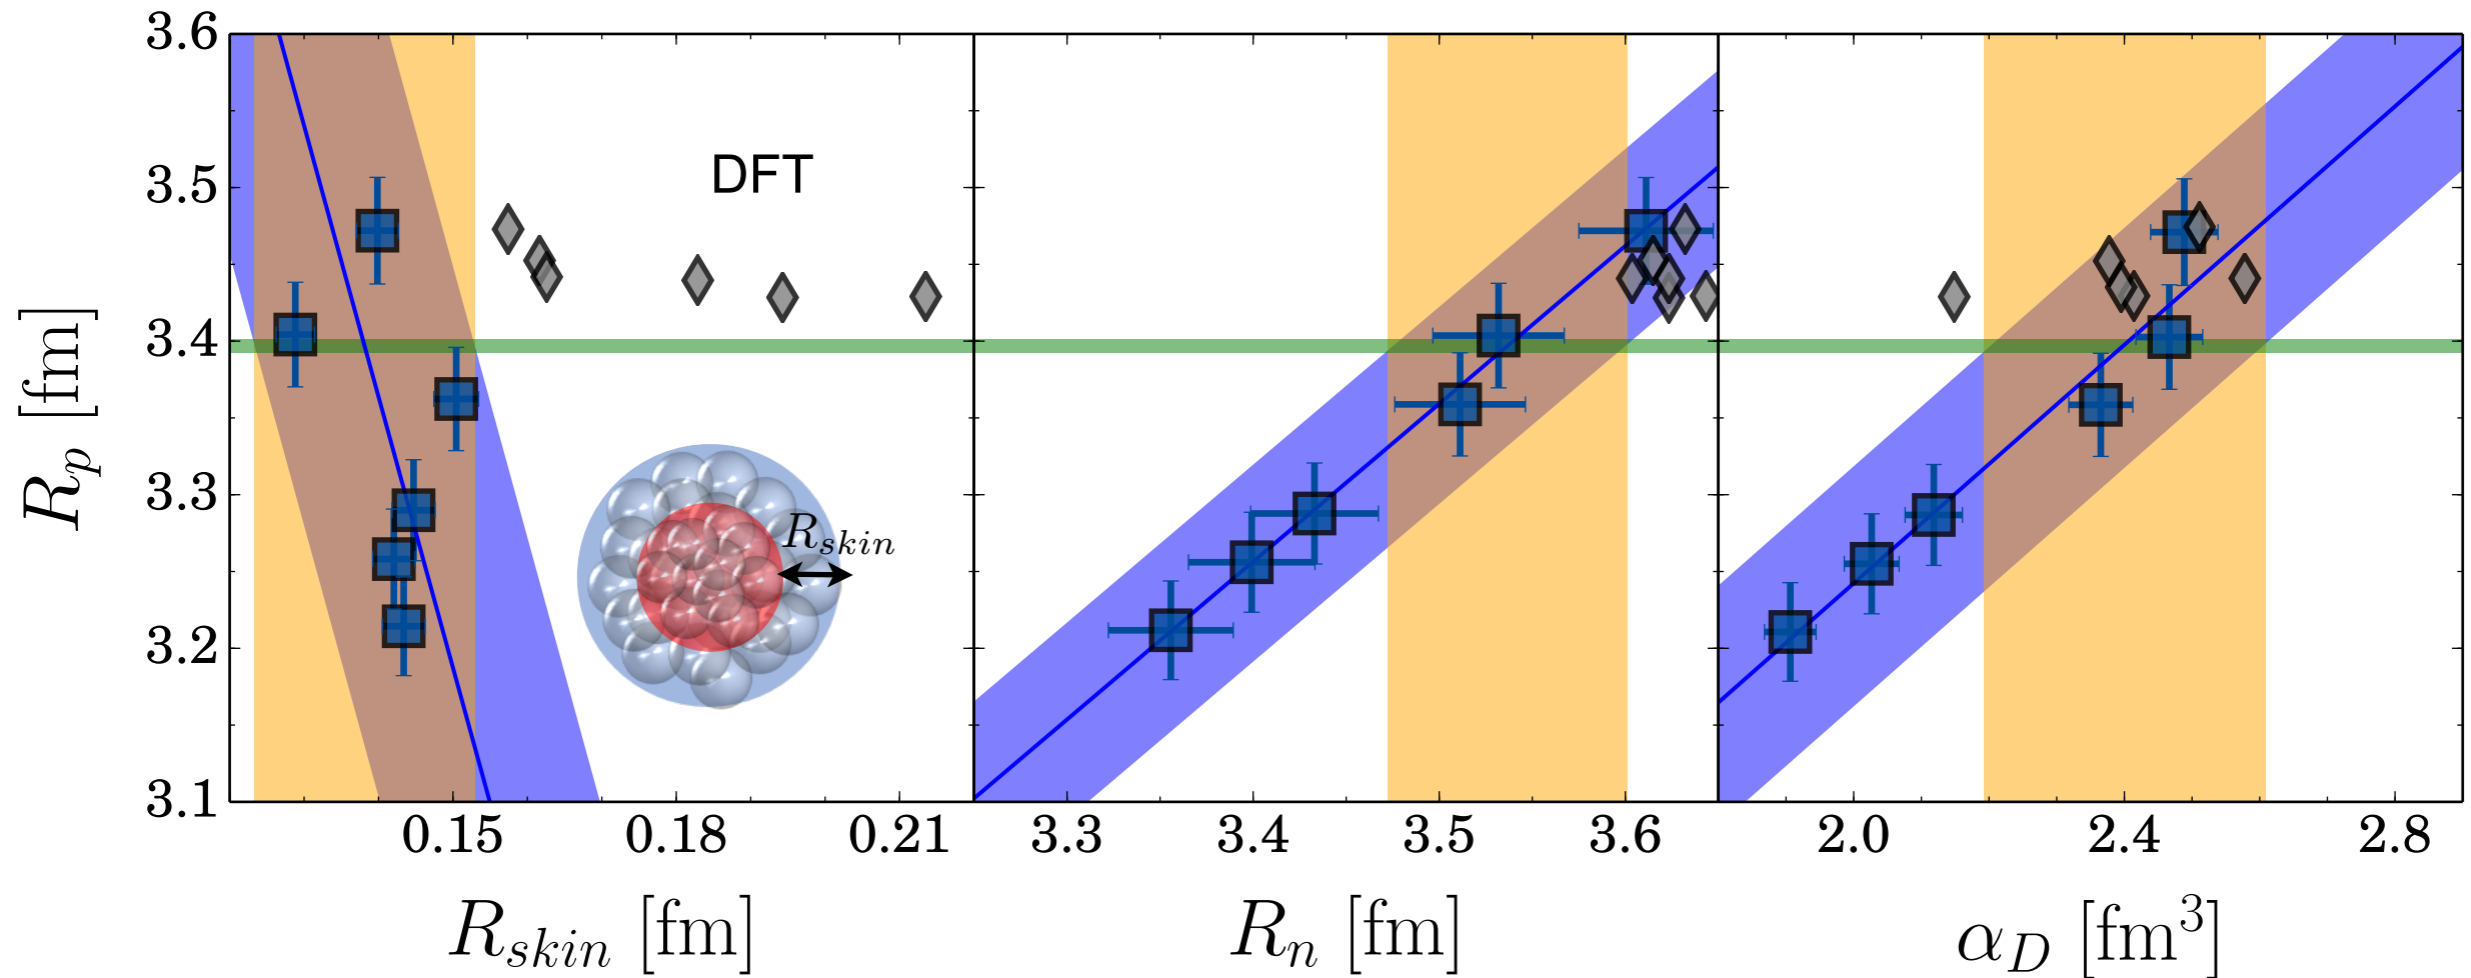 3.6
3.5
3.4
3.3
3.2
3.1
R_p [fm]
DFT
R_skin
0.15 0.18 0.21
3.3 3.4 3.5 3.6
2.0 2.4 2.8
R_skin [fm]
R_n [fm]
α_D [fm³]